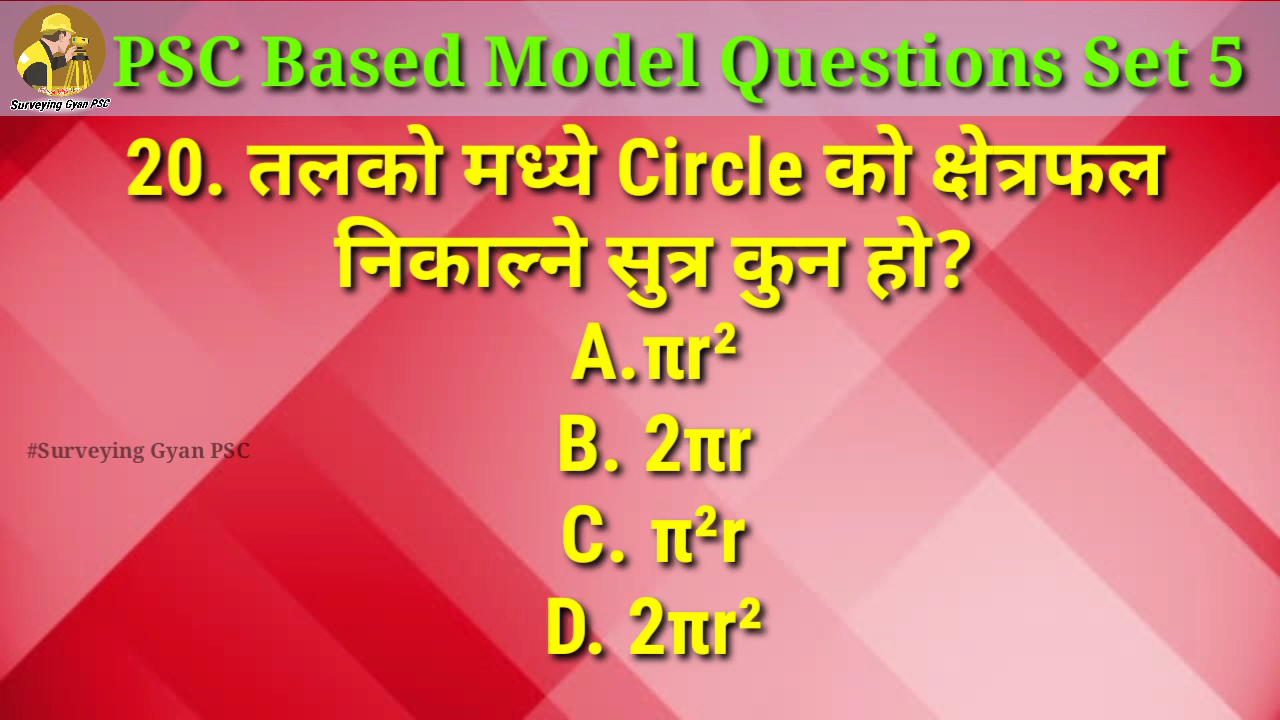 PSC Based Model Questions Set 5
Surveying Gyan PSC
20. तलको मध्ये Circle को क्षेत्रफल
निकाल्ने सुत्र कुन हो?
A.πr²
B. 2πr
#Surveying Gyan PSC
C. π²r
D. 2πr²